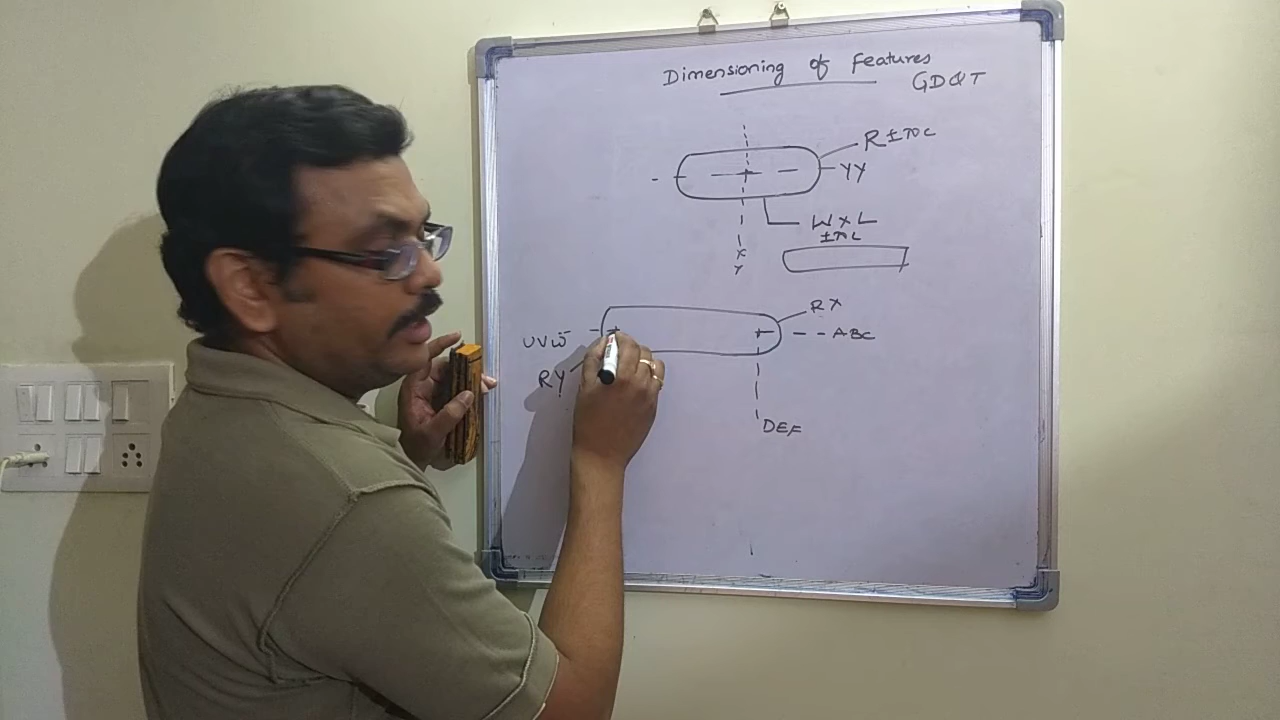 Dimensioning of Features
GD&T
R ± TOL
YY
W x L
± TOL
X
Y
RX
UVW
ABC
RY
DEF